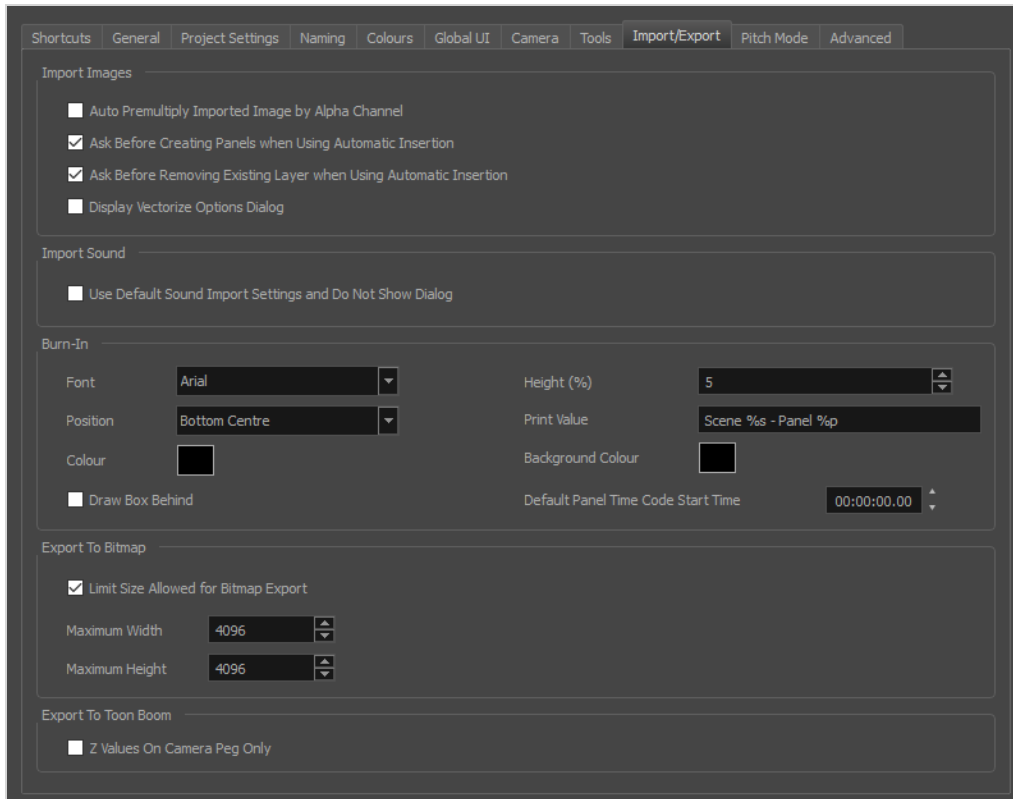 Shortcuts General Project Settings Naming Colours Global UI Camera Tools Import/Export Pitch Mode Advanced
Import Images
Auto Premultiply Imported Image by Alpha Channel
Ask Before Creating Panels when Using Automatic Insertion
Ask Before Removing Existing Layer when Using Automatic Insertion
Display Vectorize Options Dialog
Import Sound
Use Default Sound Import Settings and Do Not Show Dialog
Burn-In
Font Arial Height (%) 5
Position Bottom Centre Print Value Scene %s - Panel %p
Colour Background Colour
Draw Box Behind Default Panel Time Code Start Time 00:00:00.00
Export To Bitmap
Limit Size Allowed for Bitmap Export
Maximum Width 4096
Maximum Height 4096
Export To Toon Boom
Z Values On Camera Peg Only